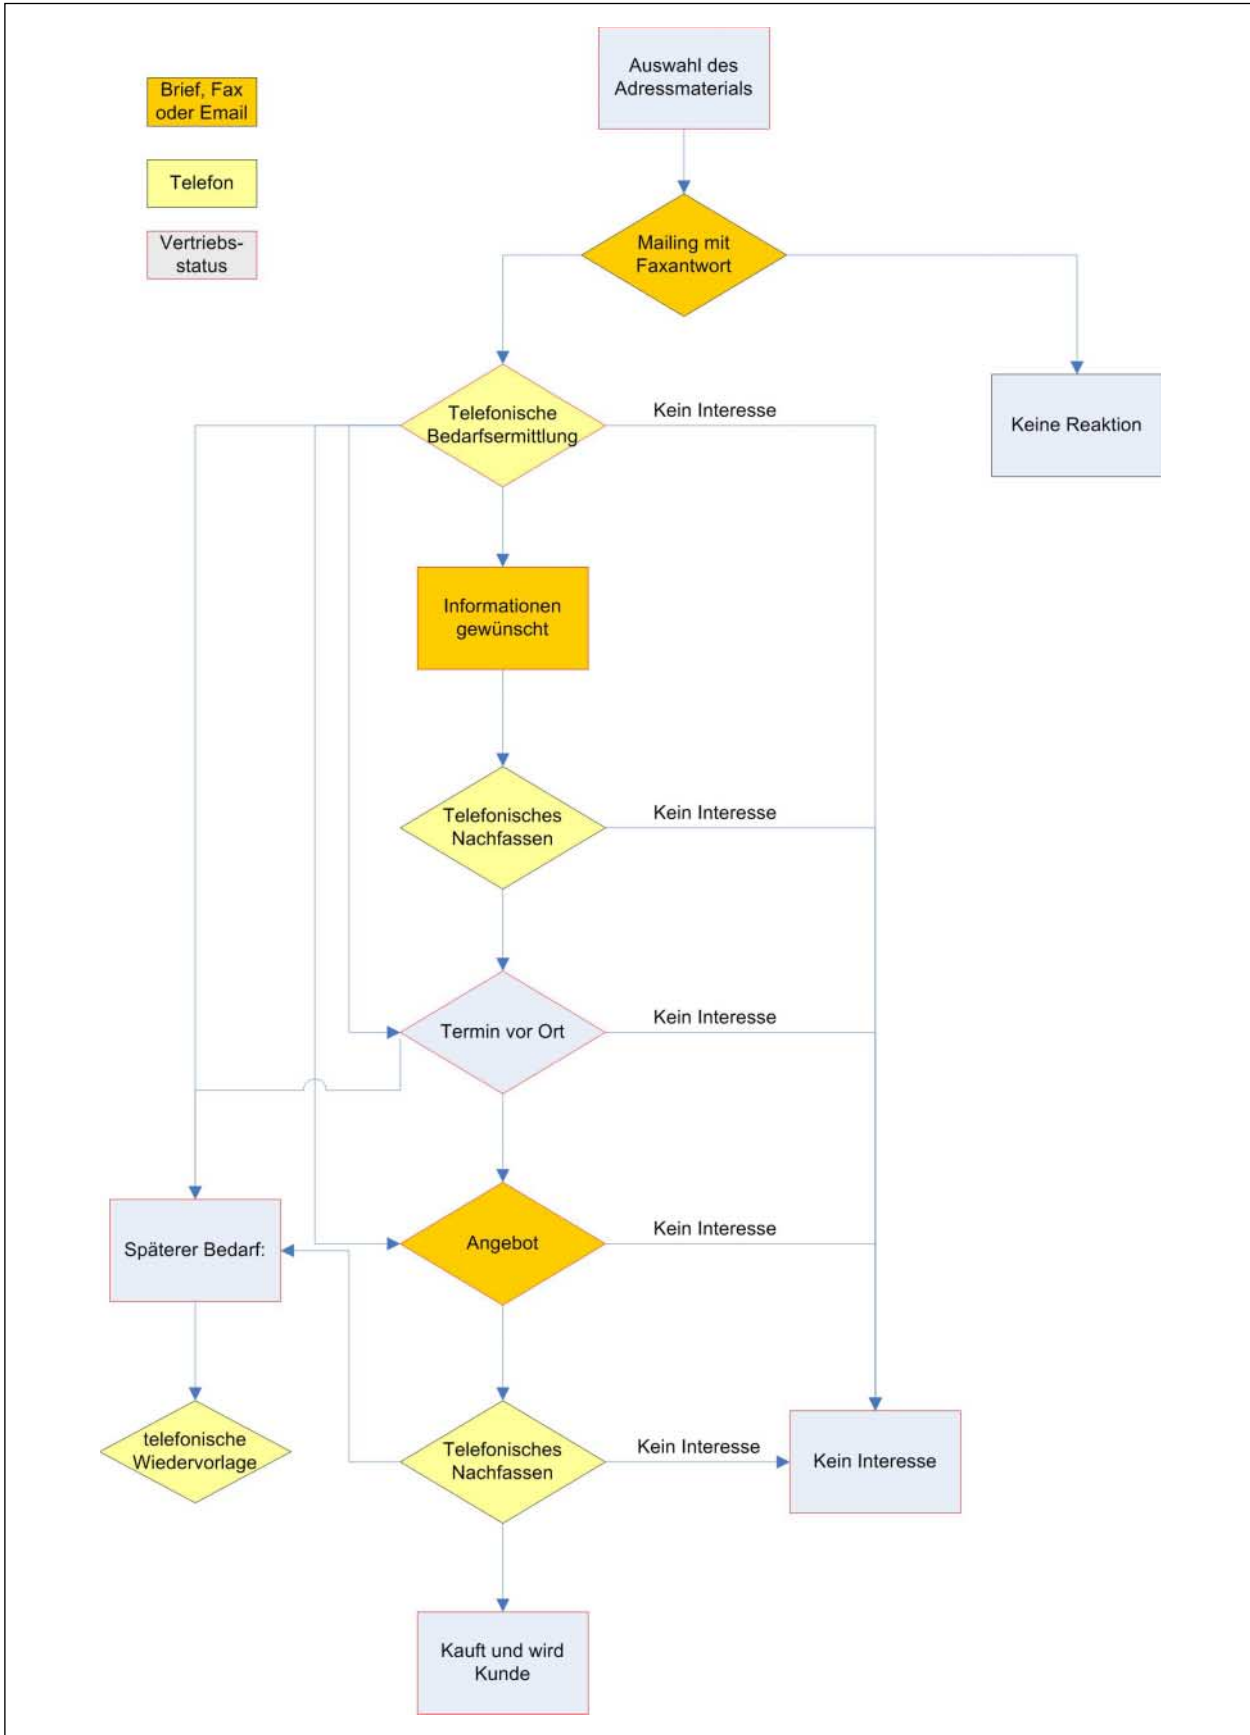 Auswahl des
Adressmaterials
Brief, Fax
oder Email
Telefon
Vertriebs-
status
Mailing mit
Faxantwort
Telefonische
Bedarfsermittlung
Kein Interesse
Keine Reaktion
Informationen
gewünscht
Telefonisches
Nachfassen
Kein Interesse
Termin vor Ort
Kein Interesse
Späterer Bedarf:
Angebot
Kein Interesse
telefonische
Wiedervorlage
Telefonisches
Nachfassen
Kein Interesse
Kein Interesse
Kauft und wird
Kunde